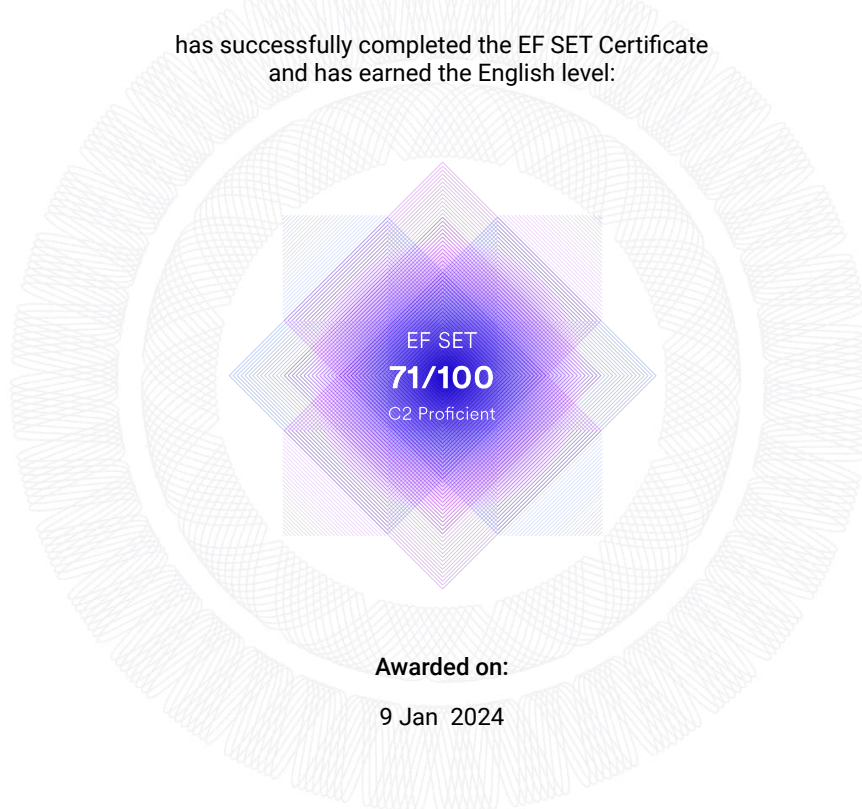 has successfully completed the EF SET Certificate
and has earned the English level:
EF SET
71/100
C2 Proficient
Awarded on:
9 Jan 2024